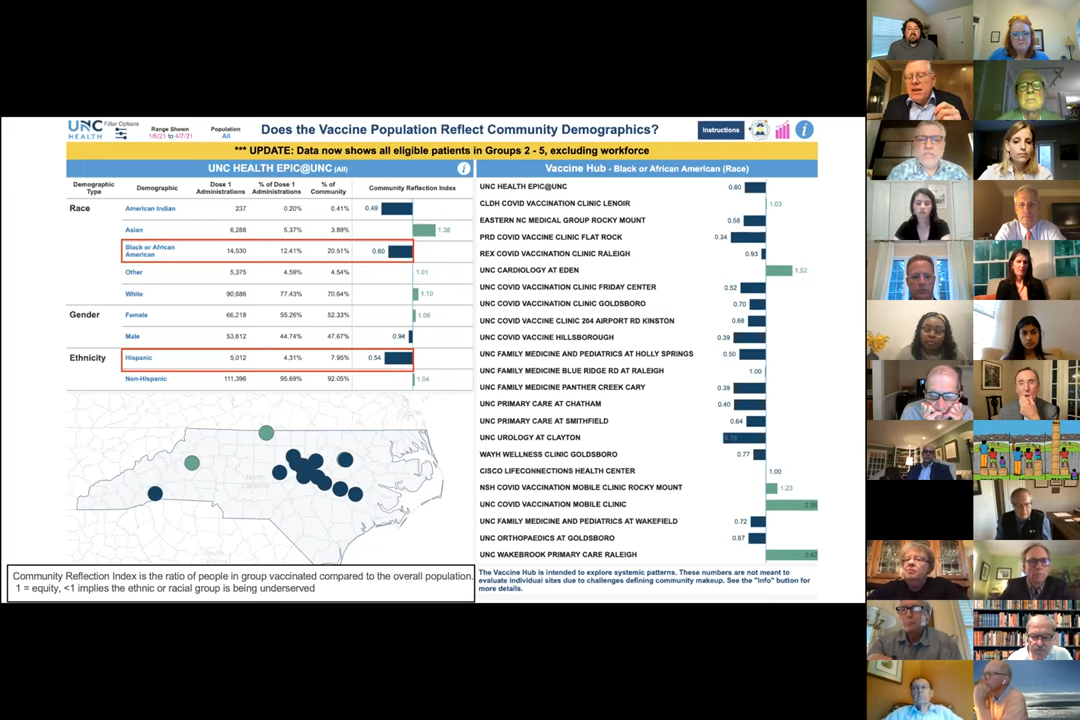 UNC
HEALTH
Filter Options
Range Shown
1/6/21 to 4/7/21
Population
All
Does the Vaccine Population Reflect Community Demographics?
Instructions
*** UPDATE: Data now shows all eligible patients in Groups 2 - 5, excluding workforce
UNC HEALTH EPIC@UNC (All)
Demographic Type Demographic Dose 1 Administrations % of Dose 1 Administrations % of Community Community Reflection Index
Race American Indian 237 0.20% 0.41% 0.49
Asian 6,288 5.37% 3.89% 1.38
Black or African American 14,530 12.41% 20.51% 0.60
Other 5,375 4.59% 4.54% 1.01
White 90,686 77.43% 70.64% 1.10
Gender Female 66,218 55.26% 52.33% 1.06
Male 53,612 44.74% 47.67% 0.94
Ethnicity Hispanic 5,012 4.31% 7.95% 0.54
Non-Hispanic 111,396 95.69% 92.05% 1.04
Vaccine Hub - Black or African American (Race)
UNC HEALTH EPIC@UNC 0.60
CLDH COVID VACCINATION CLINIC LENOIR 1.03
EASTERN NC MEDICAL GROUP ROCKY MOUNT 0.58
PRD COVID VACCINE CLINIC FLAT ROCK 0.34
REX COVID VACCINATION CLINIC RALEIGH 0.93
UNC CARDIOLOGY AT EDEN 1.52
UNC COVID VACCINATION CLINIC FRIDAY CENTER 0.52
UNC COVID VACCINATION CLINIC GOLDSBORO 0.70
UNC COVID VACCINE CLINIC 204 AIRPORT RD KINSTON 0.66
UNC COVID VACCINE HILLSBOROUGH 0.39
UNC FAMILY MEDICINE AND PEDIATRICS AT HOLLY SPRINGS 0.50
UNC FAMILY MEDICINE BLUE RIDGE RD AT RALEIGH 1.00
UNC FAMILY MEDICINE PANTHER CREEK CARY 0.39
UNC PRIMARY CARE AT CHATHAM 0.40
UNC PRIMARY CARE AT SMITHFIELD 0.64
UNC UROLOGY AT CLAYTON
WAYH WELLNESS CLINIC GOLDSBORO 0.77
CISCO LIFECONNECTIONS HEALTH CENTER 1.00
NSH COVID VACCINATION MOBILE CLINIC ROCKY MOUNT 1.23
UNC COVID VACCINATION MOBILE CLINIC
UNC FAMILY MEDICINE AND PEDIATRICS AT WAKEFIELD 0.72
UNC ORTHOPAEDICS AT GOLDSBORO 0.67
UNC WAKEBROOK PRIMARY CARE RALEIGH 2.42
Community Reflection Index is the ratio of people in group vaccinated compared to the overall population.
1 = equity, <1 implies the ethnic or racial group is being underserved
The Vaccine Hub is intended to explore systemic patterns. These numbers are not meant to
evaluate individual sites due to challenges defining community makeup. See the "info" button for
more details.